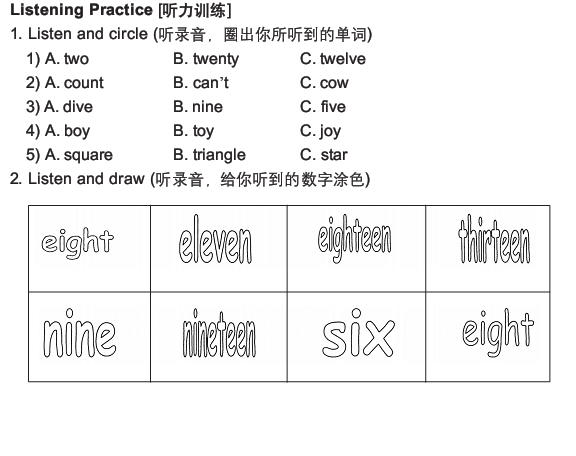 Listening Practice [听力训练]
1. Listen and circle (听录音，圈出你所听到的单词)
1) A. two B. twenty C. twelve
2) A. count B. can't C. cow
3) A. dive B. nine C. five
4) A. boy B. toy C. joy
5) A. square B. triangle C. star
2. Listen and draw (听录音，给你听到的数字涂色)
eight eleven eighteen thirteen
nine nineteen six eight